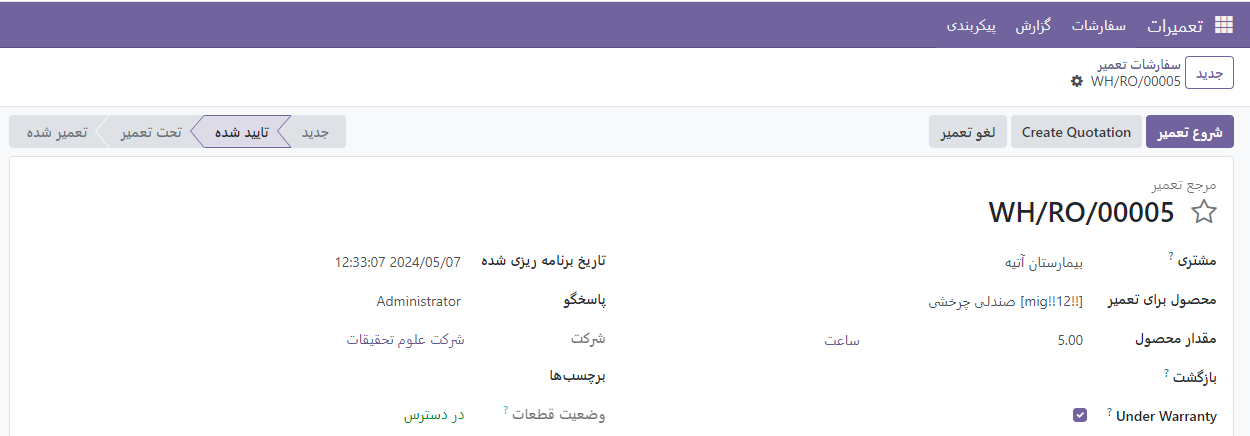 تعمیرات سفارشات گزارش پیکربندی
جدید
سفارشات تعمیر
WH/RO/00005
شروع تعمیر Create Quotation لغو تعمیر
جدید تایید شده تحت تعمیر تعمیر شده
مرجع تعمیر
WH/RO/00005
مشتری ? بیمارستان آتیه
محصول برای تعمیر [mig!!12!!] صندلی چرخشی
مقدار محصول 5.00 ساعت
بازگشت ?
Under Warranty ?
تاریخ برنامه ریزی شده 2024/05/07 12:33:07
پاسخگو Administrator
شرکت شرکت علوم تحقیقات
برچسب‌ها
وضعیت قطعات ? در دسترس